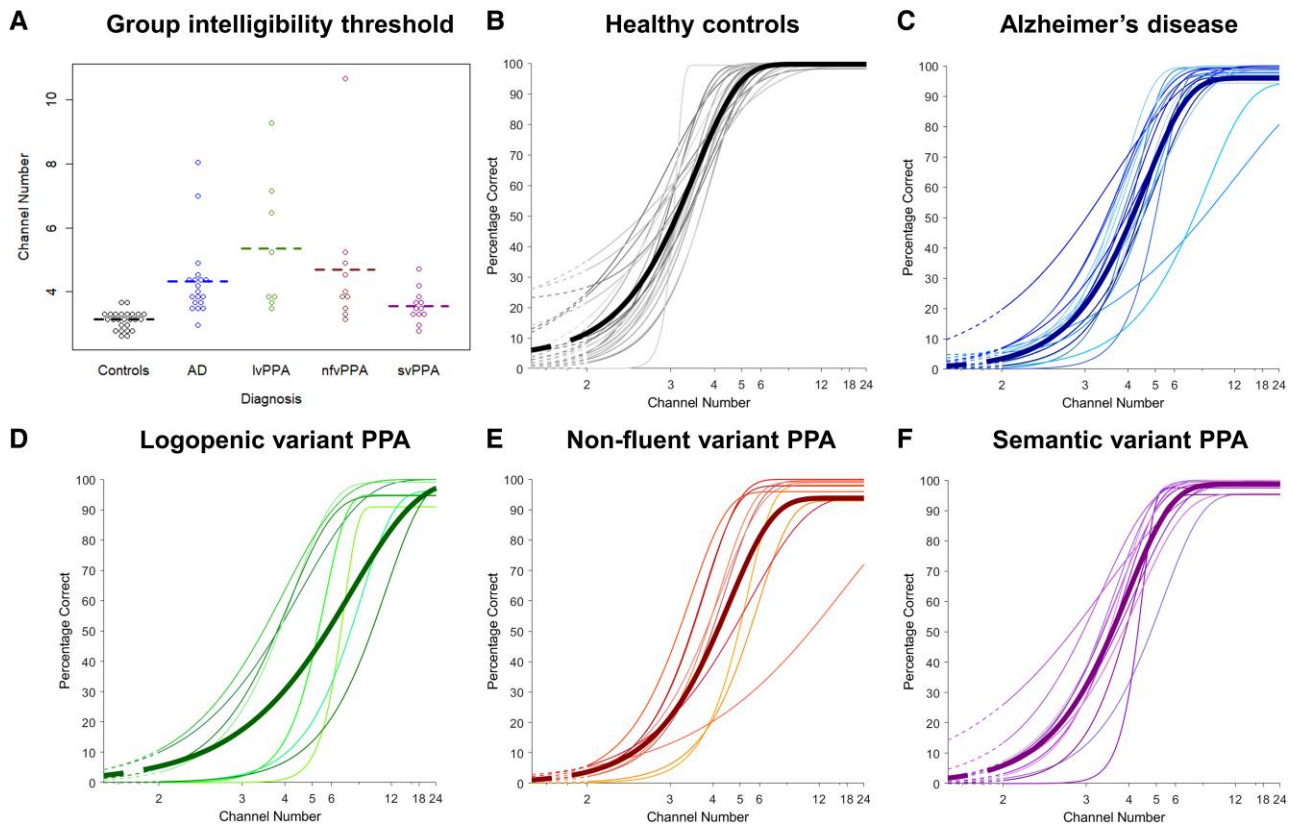 A Group intelligibility threshold
Channel Number
10
8
6
4
Controls AD lvPPA nfvPPA svPPA
Diagnosis
B Healthy controls
Percentage Correct
100
90
80
70
60
50
40
30
20
10
0
2 3 4 5 6 12 18 24
Channel Number
C Alzheimer's disease
Percentage Correct
100
90
80
70
60
50
40
30
20
10
0
2 3 4 5 6 12 18 24
Channel Number
D Logopenic variant PPA
Percentage Correct
100
90
80
70
60
50
40
30
20
10
0
2 3 4 5 6 12 18 24
Channel Number
E Non-fluent variant PPA
Percentage Correct
100
90
80
70
60
50
40
30
20
10
0
2 3 4 5 6 12 18 24
Channel Number
F Semantic variant PPA
Percentage Correct
100
90
80
70
60
50
40
30
20
10
0
2 3 4 5 6 12 18 24
Channel Number